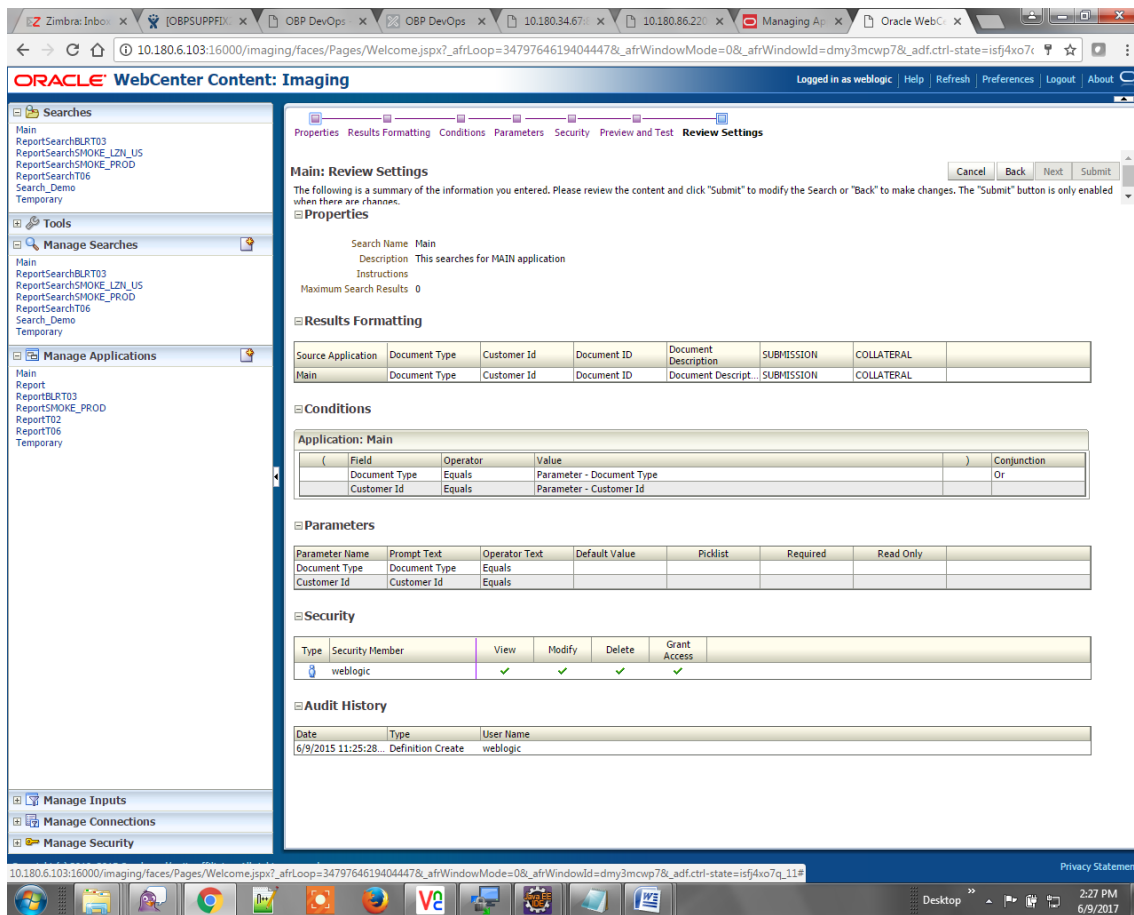 Zimbra: Inbox
[OBPSUPPFIX
OBP DevOps
OBP DevOps
10.180.34.67:
10.180.86.220
Managing Ap
Oracle WebCe
10.180.6.103:16000/imaging/faces/Pages/Welcome.jspx?_afrLoop=3479764619404447&_afrWindowMode=0&_afrWindowId=dmy3mcwp7&_adf.ctrl-state=isfj4xo7c
ORACLE WebCenter Content: Imaging
Logged in as weblogic | Help | Refresh | Preferences | Logout | About
Searches
Main
ReportSearchBLRT03
ReportSearchSMOKE_LZN_US
ReportSearchSMOKE_PROD
ReportSearchT06
Search_Demo
Temporary
Tools
Manage Searches
Main
ReportSearchBLRT03
ReportSearchSMOKE_LZN_US
ReportSearchSMOKE_PROD
ReportSearchT06
Search_Demo
Temporary
Manage Applications
Main
Report
ReportBLRT03
ReportSMOKE_PROD
ReportT02
ReportT06
Temporary
Manage Inputs
Manage Connections
Manage Security
Properties Results Formatting Conditions Parameters Security Preview and Test Review Settings
Main: Review Settings
Cancel Back Next Submit
The following is a summary of the information you entered. Please review the content and click "Submit" to modify the Search or "Back" to make changes. The "Submit" button is only enabled
when there are changes.
Properties
Search Name Main
Description This searches for MAIN application
Instructions
Maximum Search Results 0
Results Formatting
Source Application Document Type Customer Id Document ID Document Description SUBMISSION COLLATERAL
Main Document Type Customer Id Document ID Document Descript... SUBMISSION COLLATERAL
Conditions
Application: Main
( Field Operator Value ) Conjunction
Document Type Equals Parameter - Document Type Or
Customer Id Equals Parameter - Customer Id
Parameters
Parameter Name Prompt Text Operator Text Default Value Picklist Required Read Only
Document Type Document Type Equals
Customer Id Customer Id Equals
Security
Type Security Member View Modify Delete Grant Access
weblogic
Audit History
Date Type User Name
6/9/2015 11:25:28... Definition Create weblogic
10.180.6.103:16000/imaging/faces/Pages/Welcome.jspx?_afrLoop=3479764619404447&_afrWindowMode=0&_afrWindowId=dmy3mcwp7&_adf.ctrl-state=isfj4xo7q_11#
Privacy Statemen
Desktop
2:27 PM
6/9/2017